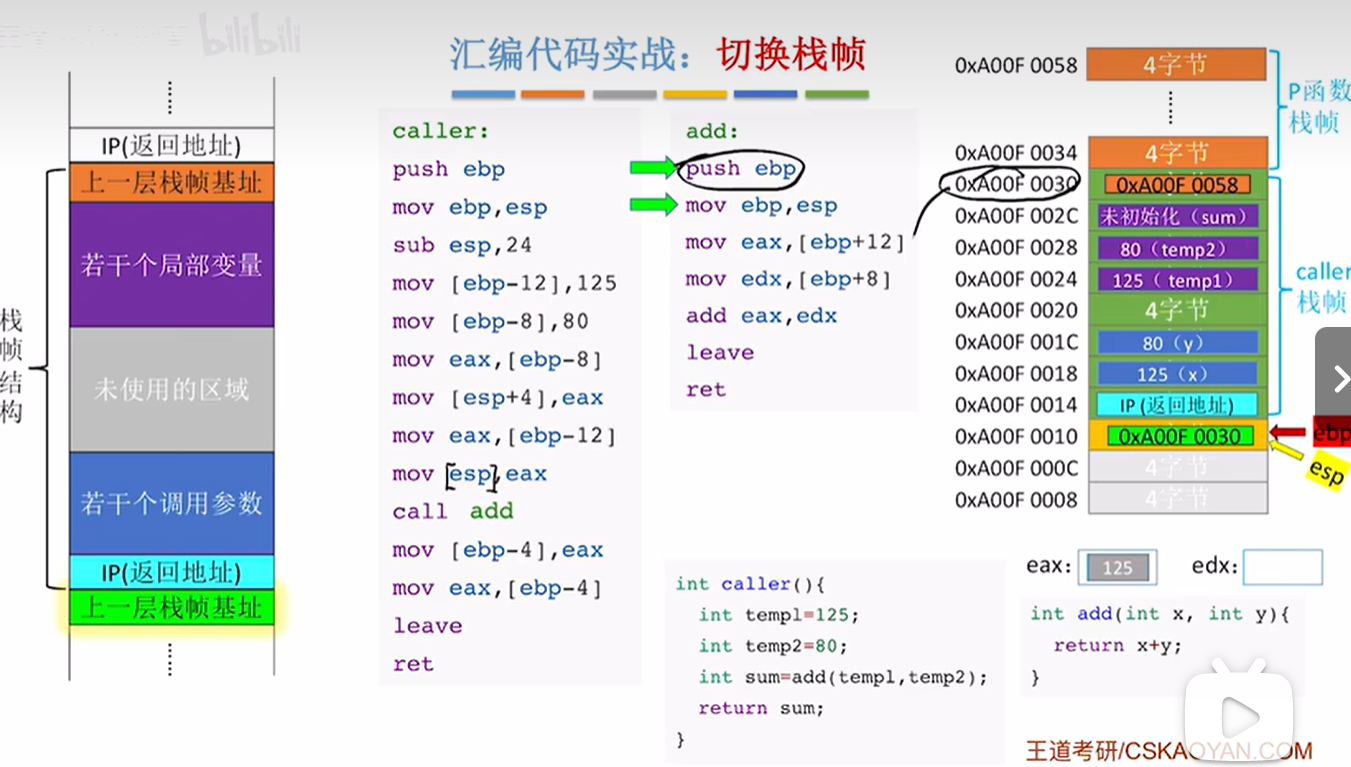 bilibili
汇编代码实战：切换栈帧
IP(返回地址)
上一层栈帧基址
若干个局部变量
未使用的区域
若干个调用参数
IP(返回地址)
上一层栈帧基址
栈帧结构
caller:
push ebp
mov ebp,esp
sub esp,24
mov [ebp-12],125
mov [ebp-8],80
mov eax,[ebp-8]
mov [esp+4],eax
mov eax,[ebp-12]
mov [esp],eax
call add
mov [ebp-4],eax
mov eax,[ebp-4]
leave
ret
add:
push ebp
mov ebp,esp
mov eax,[ebp+12]
mov edx,[ebp+8]
add eax,edx
leave
ret
0xA00F 0058 4字节
0xA00F 0034 4字节
0xA00F 0030 0xA00F 0058
0xA00F 002C 未初始化（sum）
0xA00F 0028 80（temp2）
0xA00F 0024 125（temp1）
0xA00F 0020 4字节
0xA00F 001C 80（y）
0xA00F 0018 125（x）
0xA00F 0014 IP (返回地址)
0xA00F 0010 0xA00F 0030
0xA00F 000C 4字节
0xA00F 0008 4字节
P函数
栈帧
caller
栈帧
ebp
esp
eax: 125 edx:
int caller(){
int temp1=125;
int temp2=80;
int sum=add(temp1,temp2);
return sum;
}
int add(int x, int y){
return x+y;
}
王道考研/CSKAOYAN.COM